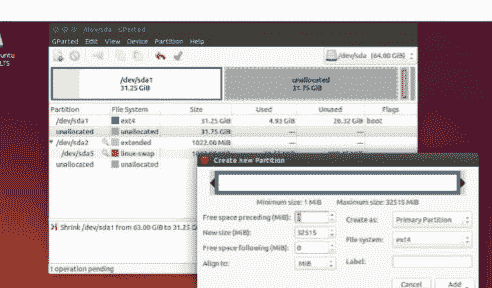 untu
LTS
/dev/sda - GParted
GParted Edit View Device Partition Help
/dev/sda (64.00 GiB)
/dev/sda1
31.25 GiB
unallocated
31.75 GiB
Partition File System Size Used Unused Flags
/dev/sda1 ext4 31.25 GiB 4.93 GiB 26.32 GiB boot
unallocated unallocated 31.75 GiB --- ---
/dev/sda2 extended 1022.00 MiB --- ---
/dev/sda5 linux-swap
unallocated unallocated
Shrink /dev/sda1 from 63.00 GiB to 31.25 G
1 operation pending
Create new Partition
Minimum size: 1 MiB Maximum size: 32515 MiB
Free space preceding (MiB):
Create as: Primary Partition
New size (MiB): 32515
File system: ext4
Free space following (MiB): 0
Label:
Align to: MiB
Cancel Add